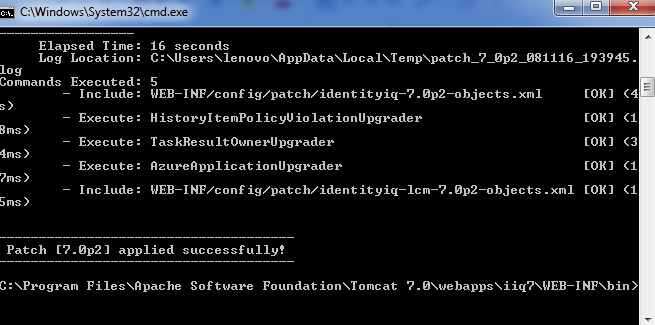 C:\Windows\System32\cmd.exe
-----------------
Elapsed Time: 16 seconds
Log Location: C:\Users\lenovo\AppData\Local\Temp\patch_7_0p2_081116_193945.
log
Commands Executed: 5
- Include: WEB-INF/config/patch/identityiq-7.0p2-objects.xml [OK] (4
s)
- Execute: HistoryItemPolicyViolationUpgrader [OK] (1
8ms)
- Execute: TaskResultOwnerUpgrader [OK] (3
4ms)
- Execute: AzureApplicationUpgrader [OK] (1
7ms)
- Include: WEB-INF/config/patch/identityiq-lcm-7.0p2-objects.xml [OK] (1
5ms)
-------------------------------------
Patch [7.0p2] applied successfully!
-------------------------------------
C:\Program Files\Apache Software Foundation\Tomcat 7.0\webapps\iiq7\WEB-INF\bin>